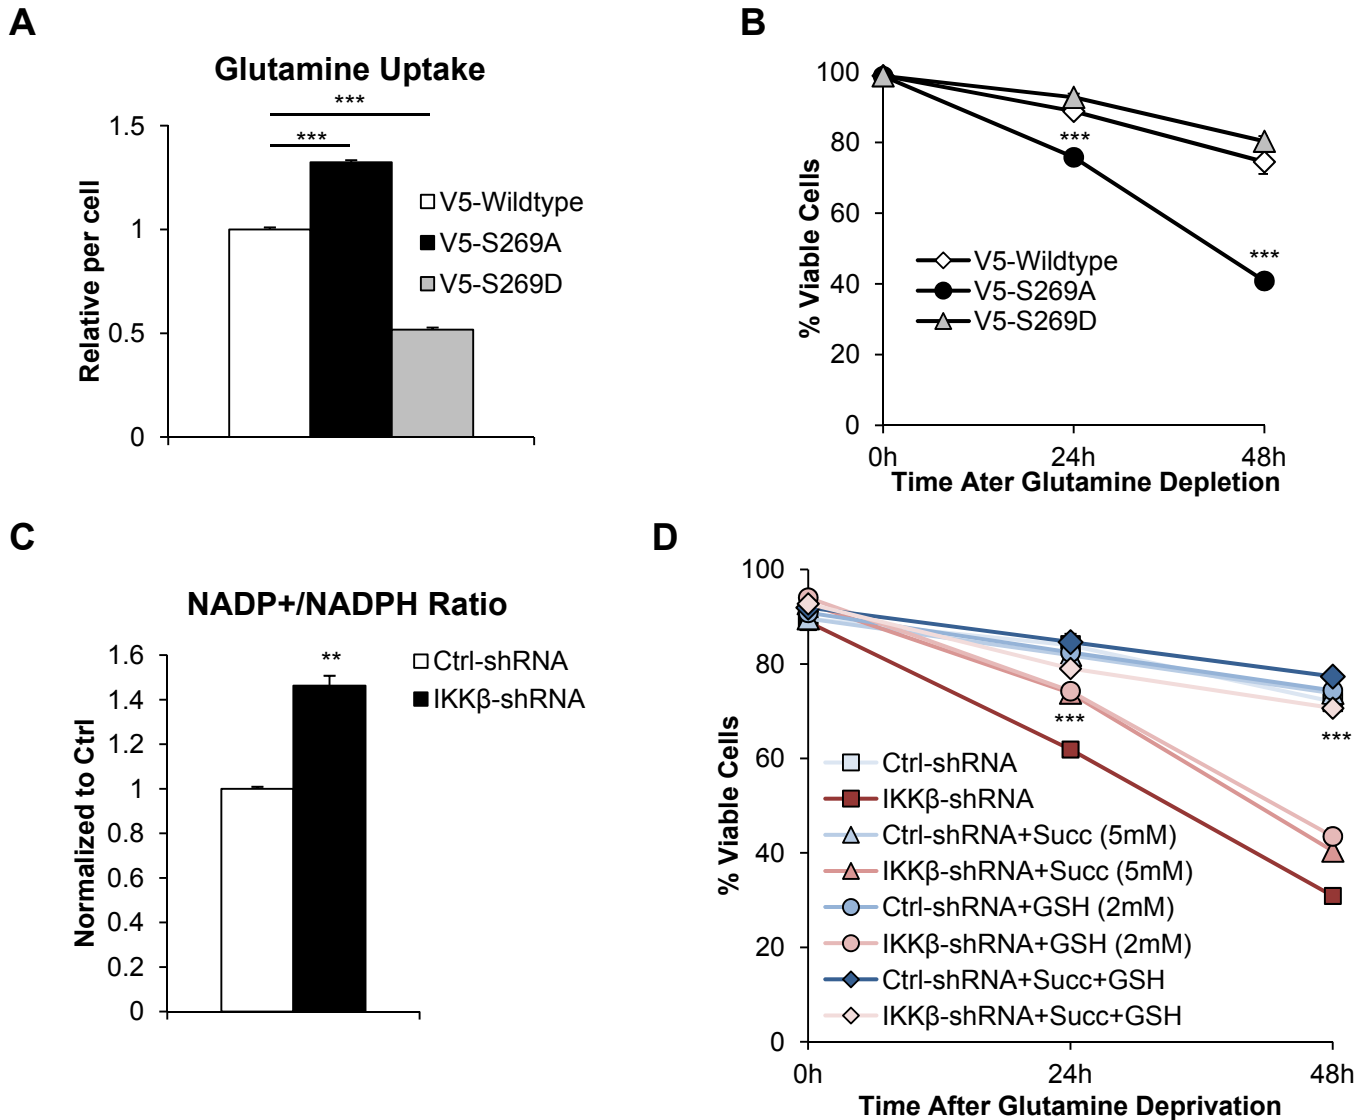 A
Glutamine Uptake
***
***
1.5
1
0.5
0
Relative per cell
V5-Wildtype
V5-S269A
V5-S269D
B
100
80
60
40
20
0
% Viable Cells
***
***
V5-Wildtype
V5-S269A
V5-S269D
0h
24h
48h
Time Ater Glutamine Depletion
C
NADP+/NADPH Ratio
1.6
1.4
1.2
1
0.8
0.6
0.4
0.2
0
Normalized to Ctrl
**
Ctrl-shRNA
IKKβ-shRNA
D
100
80
60
40
20
0
% Viable Cells
***
***
Ctrl-shRNA
IKKβ-shRNA
Ctrl-shRNA+Succ (5mM)
IKKβ-shRNA+Succ (5mM)
Ctrl-shRNA+GSH (2mM)
IKKβ-shRNA+GSH (2mM)
Ctrl-shRNA+Succ+GSH
IKKβ-shRNA+Succ+GSH
0h
24h
48h
Time After Glutamine Deprivation